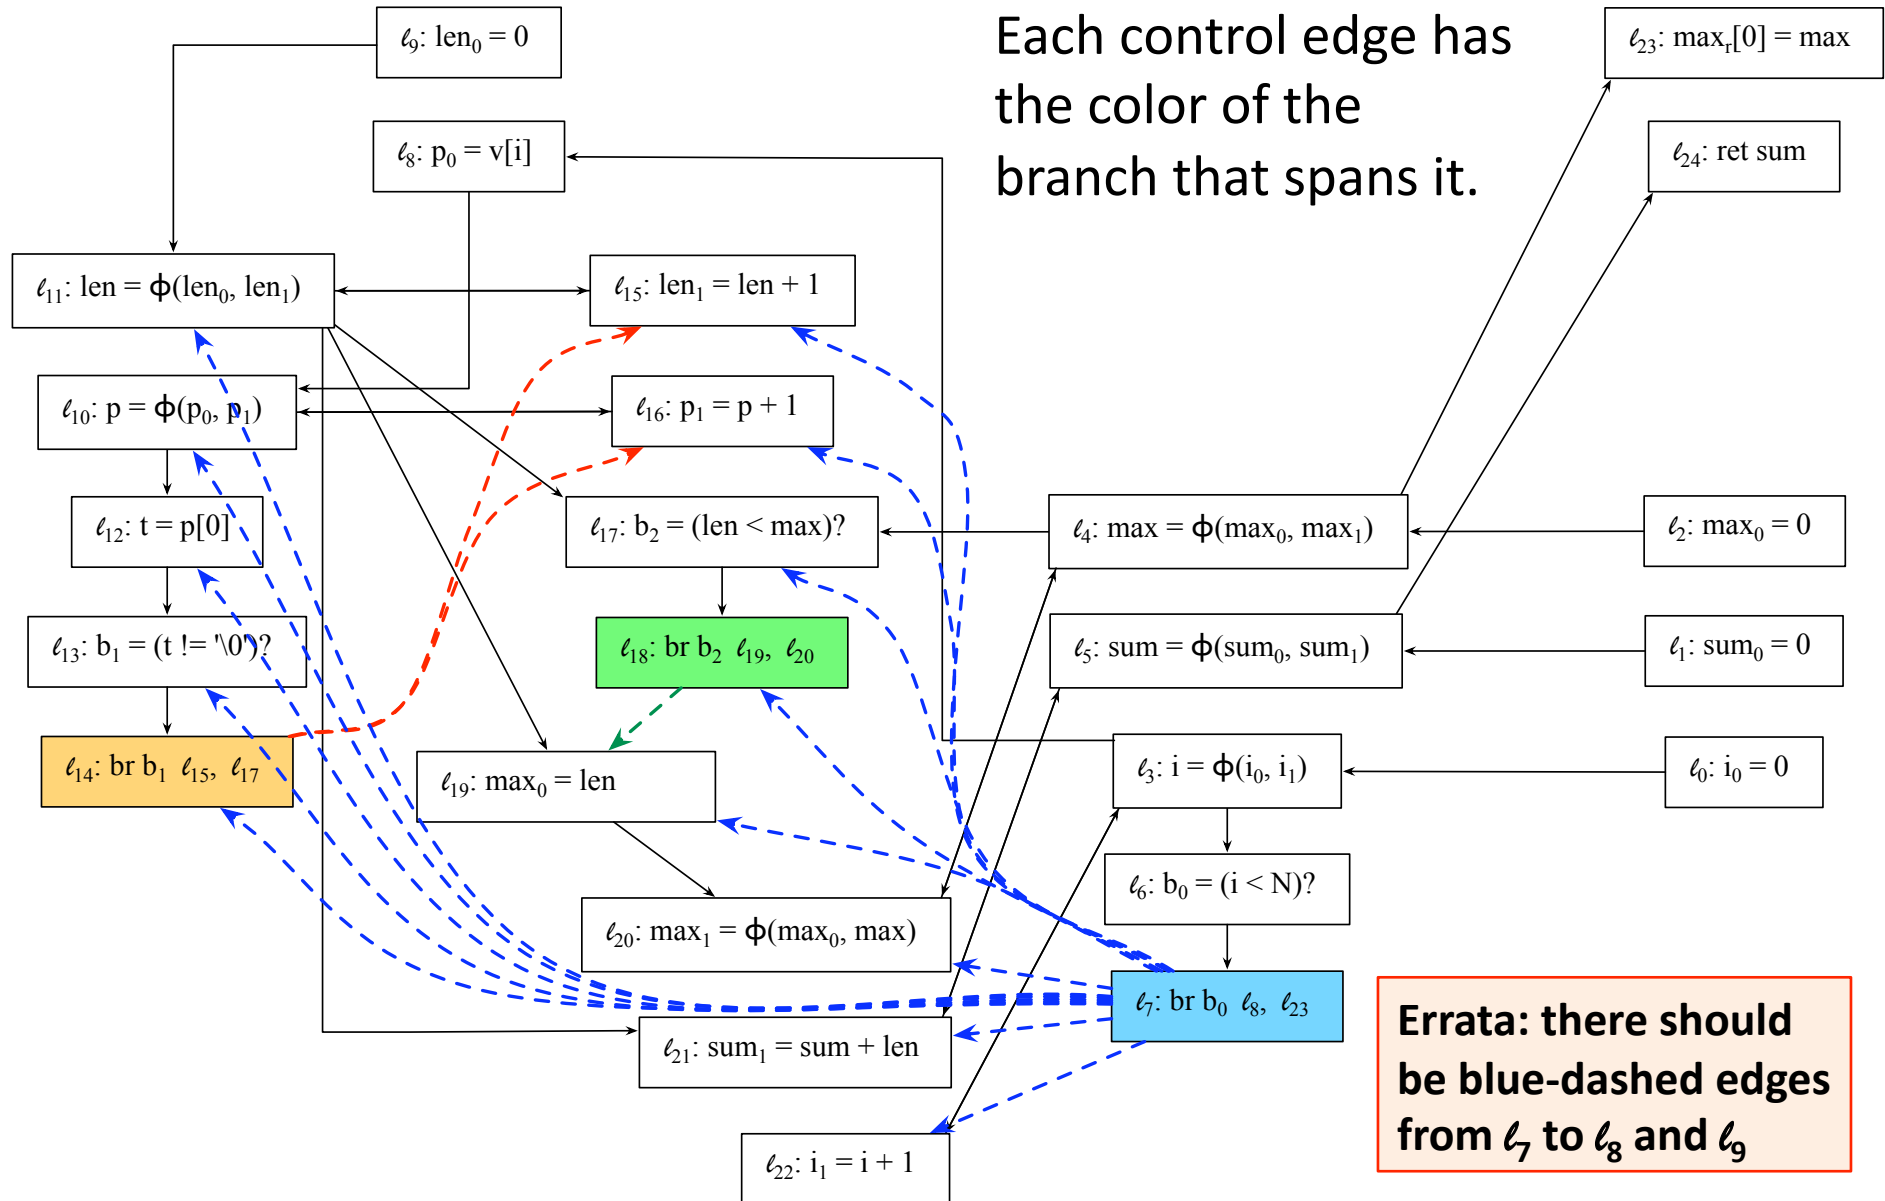 ℓ₉: len₀ = 0
Each control edge has
the color of the
branch that spans it.
ℓ₂₃: maxᵣ[0] = max
ℓ₈: p₀ = v[i]
ℓ₂₄: ret sum
ℓ₁₁: len = ϕ(len₀, len₁)
ℓ₁₅: len₁ = len + 1
ℓ₁₀: p = ϕ(p₀, p₁)
ℓ₁₆: p₁ = p + 1
ℓ₁₂: t = p[0]
ℓ₁₇: b₂ = (len < max)?
ℓ₄: max = ϕ(max₀, max₁)
ℓ₂: max₀ = 0
ℓ₁₃: b₁ = (t != '\0')?
ℓ₁₈: br b₂ ℓ₁₉, ℓ₂₀
ℓ₅: sum = ϕ(sum₀, sum₁)
ℓ₁: sum₀ = 0
ℓ₁₄: br b₁ ℓ₁₅, ℓ₁₇
ℓ₁₉: max₀ = len
ℓ₃: i = ϕ(i₀, i₁)
ℓ₀: i₀ = 0
ℓ₆: b₀ = (i < N)?
ℓ₂₀: max₁ = ϕ(max₀, max)
ℓ₇: br b₀ ℓ₈, ℓ₂₃
ℓ₂₁: sum₁ = sum + len
ℓ₂₂: i₁ = i + 1
Errata: there should
be blue-dashed edges
from ℓ₇ to ℓ₈ and ℓ₉